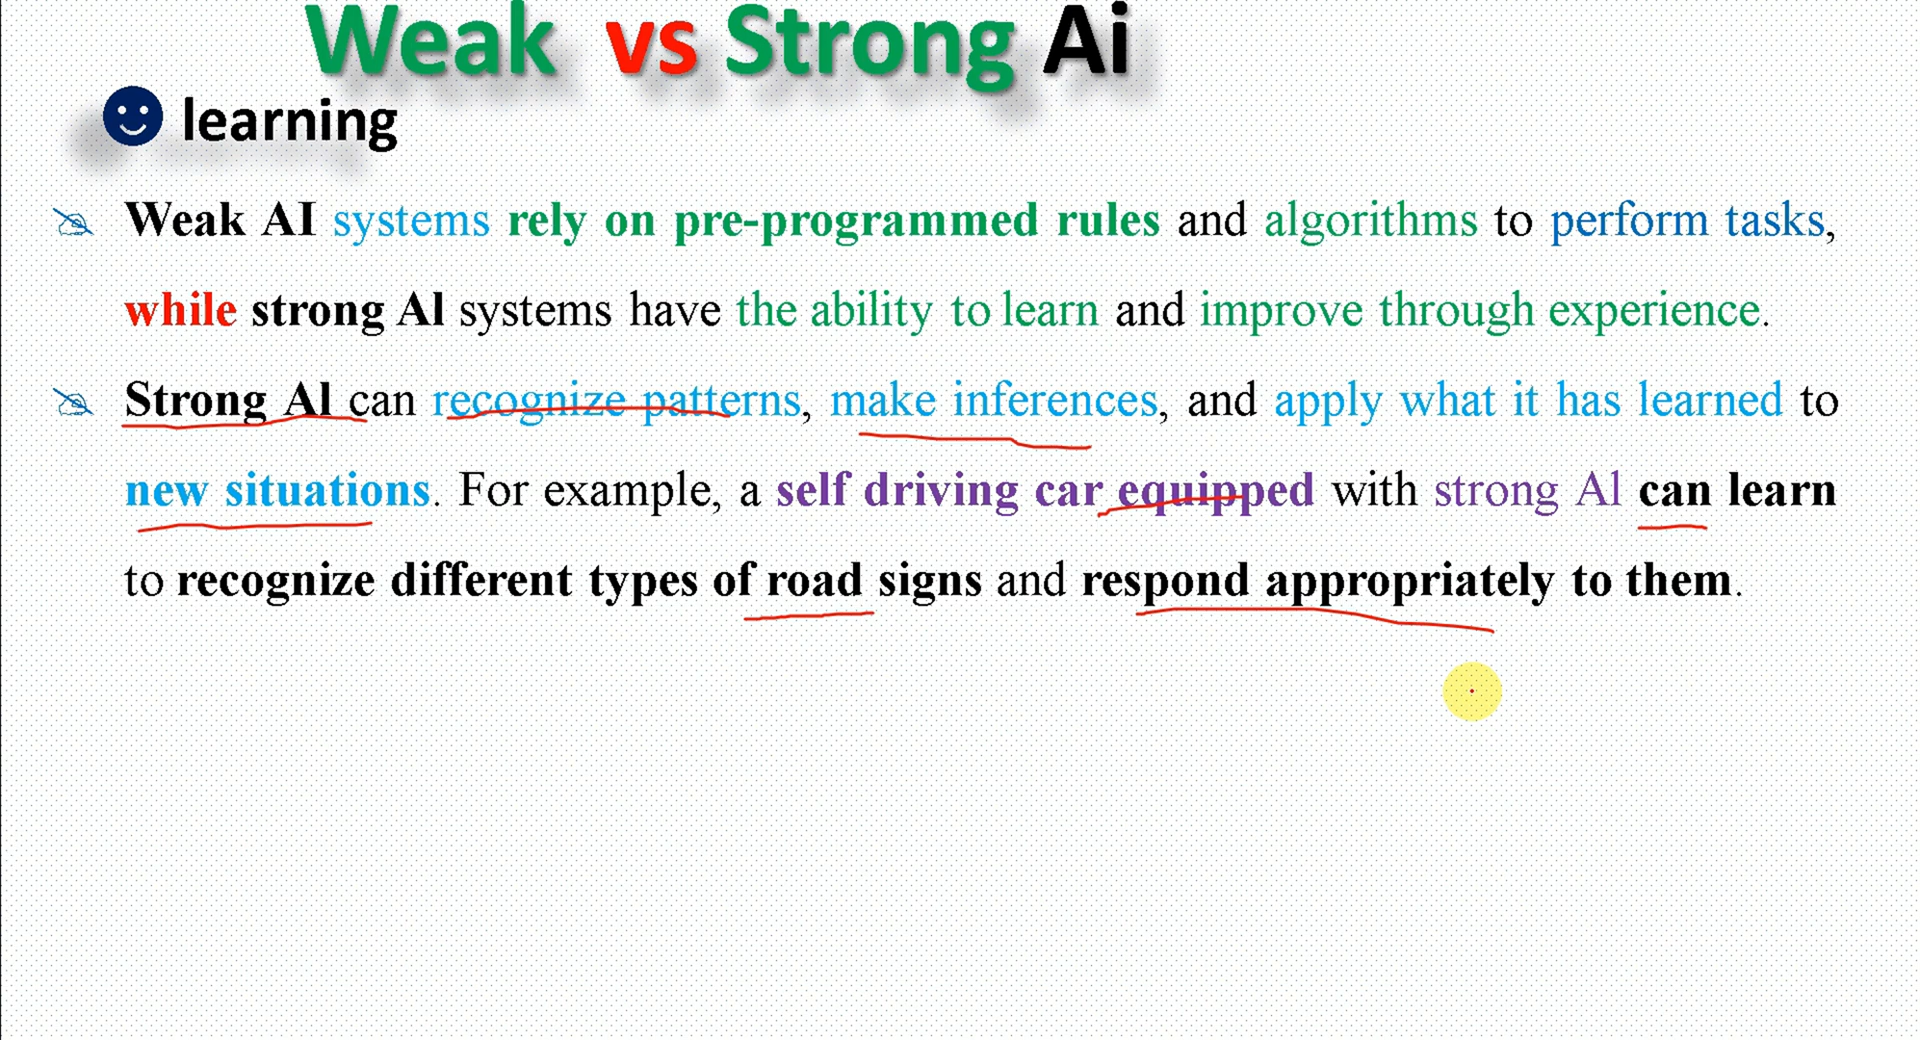 Weak vs Strong Ai
learning
Weak AI systems rely on pre-programmed rules and algorithms to perform tasks,
while strong Al systems have the ability to learn and improve through experience.
Strong Al can recognize patterns, make inferences, and apply what it has learned to
new situations. For example, a self driving car equipped with strong Al can learn
to recognize different types of road signs and respond appropriately to them.